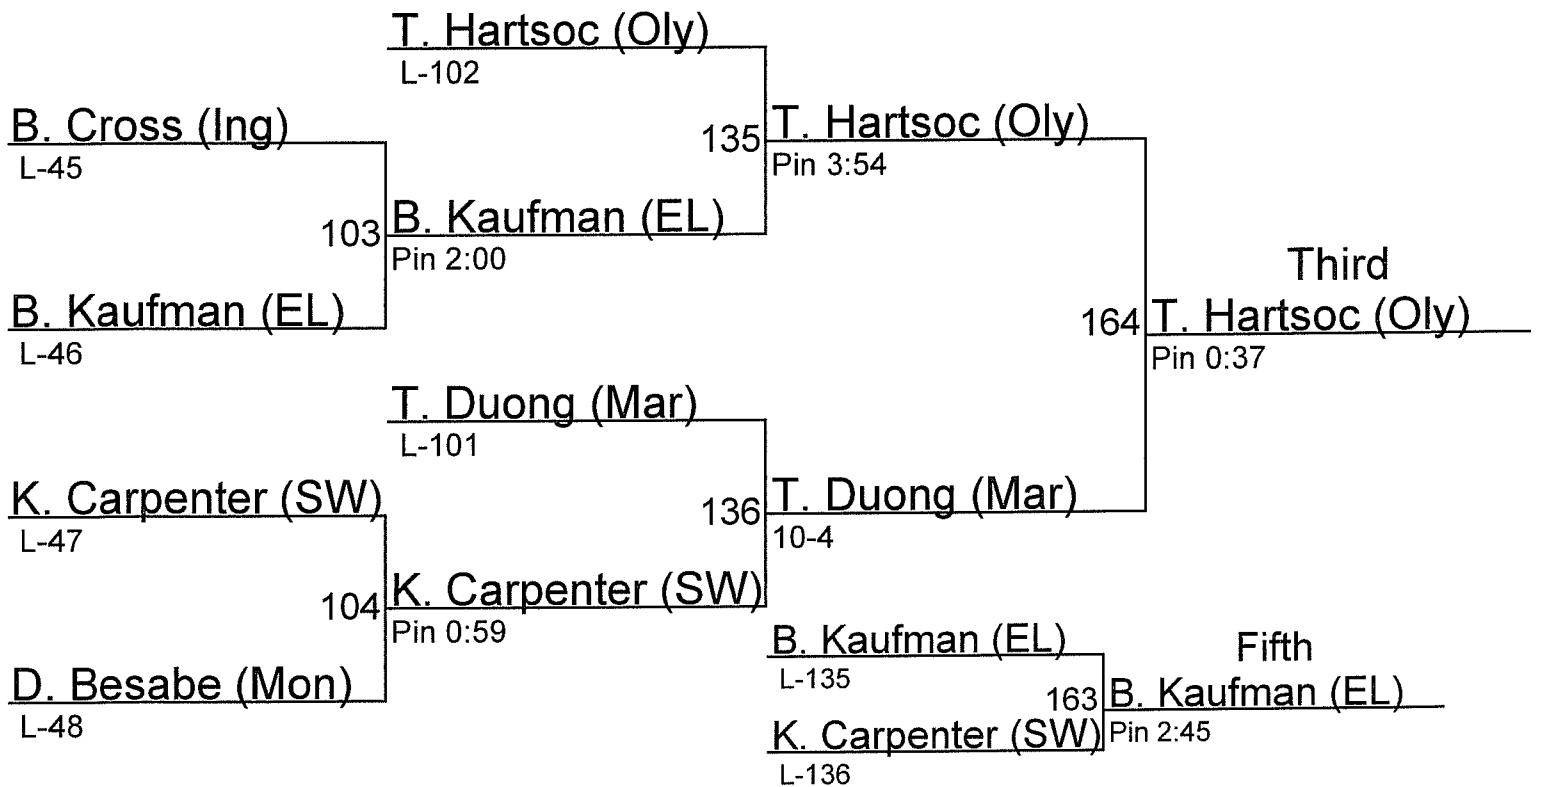 T. Hartsoc (Oly)
L-102
B. Cross (Ing)
L-45
135
T. Hartsoc (Oly)
Pin 3:54
103
B. Kaufman (EL)
Pin 2:00
B. Kaufman (EL)
L-46
Third
164
T. Hartsoc (Oly)
Pin 0:37
T. Duong (Mar)
L-101
K. Carpenter (SW)
L-47
136
T. Duong (Mar)
10-4
104
K. Carpenter (SW)
Pin 0:59
D. Besabe (Mon)
L-48
B. Kaufman (EL)
L-135
Fifth
163
B. Kaufman (EL)
Pin 2:45
K. Carpenter (SW)
L-136